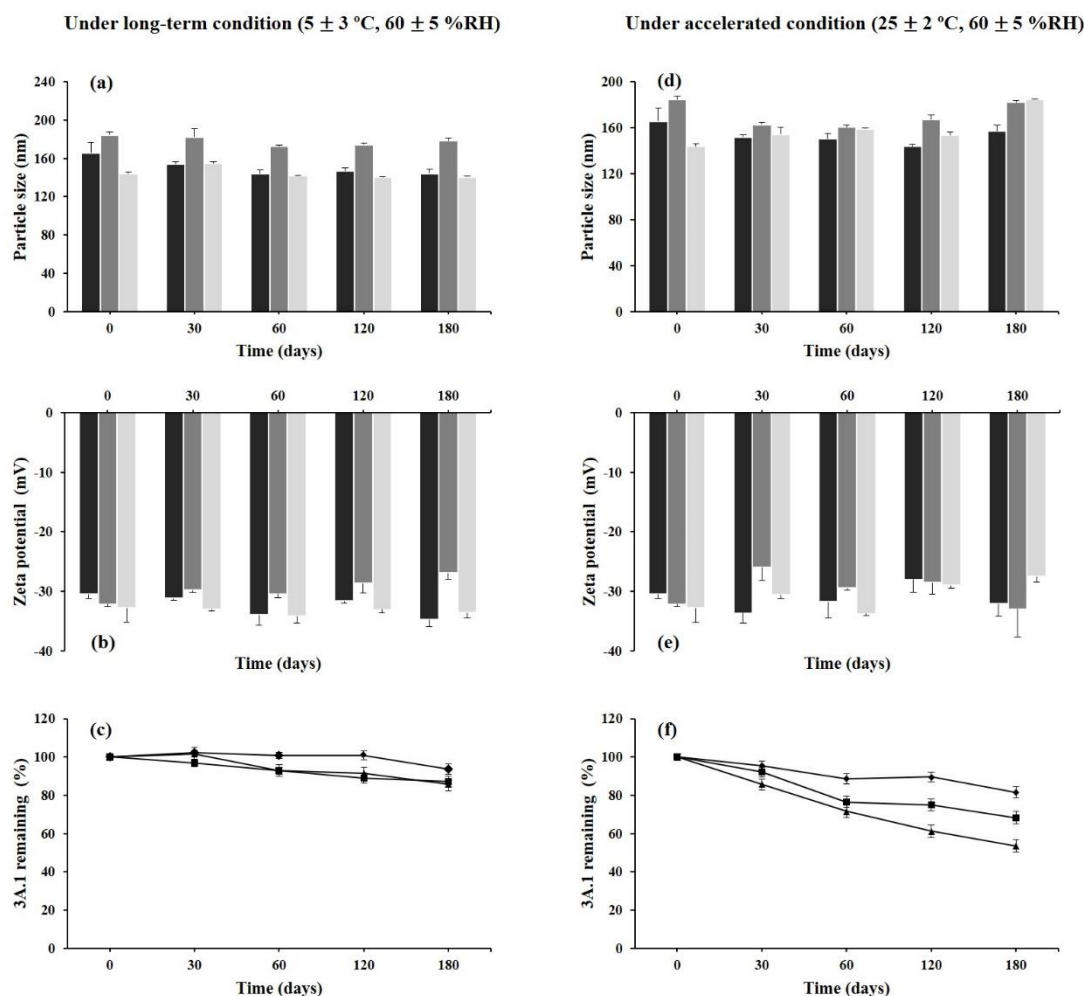 Under long-term condition (5 ± 3 ºC, 60 ± 5 %RH)
Under accelerated condition (25 ± 2 ºC, 60 ± 5 %RH)
(a)
Particle size (nm)
240
200
160
120
80
40
0
0 30 60 120 180
Time (days)
(d)
Particle size (nm)
200
160
120
80
40
0
0 30 60 120 180
Time (days)
0 30 60 120 180
Zeta potential (mV)
0
-10
-20
-30
-40
(b)
Time (days)
0 30 60 120 180
Zeta potential (mV)
0
-10
-20
-30
-40
(e)
Time (days)
(c)
3A.1 remaining (%)
120
100
80
60
40
20
0
0 30 60 120 180
Time (days)
(f)
3A.1 remaining (%)
120
100
80
60
40
20
0
0 30 60 120 180
Time (days)